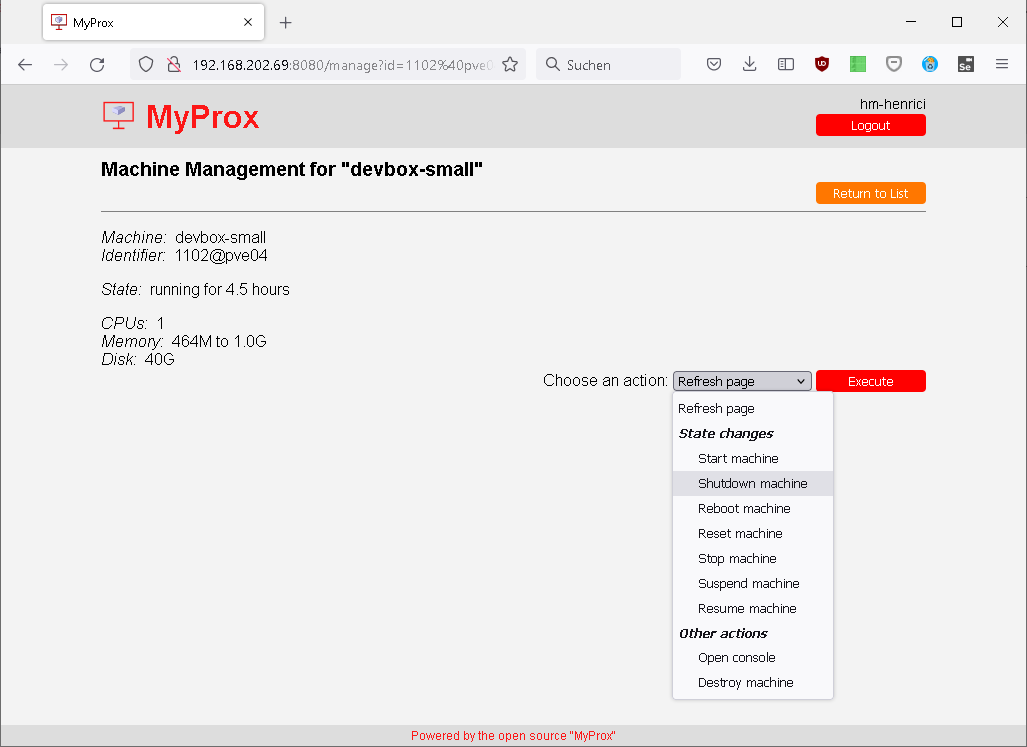 MyProx
192.168.202.69:8080/manage?id=1102%40pve0
Suchen
UD
Se
MyProx
hm-henrici
Logout
Machine Management for "devbox-small"
Return to List
Machine: devbox-small
Identifier: 1102@pve04
State: running for 4.5 hours
CPUs: 1
Memory: 464M to 1.0G
Disk: 40G
Choose an action: Refresh page Execute
Refresh page
State changes
Start machine
Shutdown machine
Reboot machine
Reset machine
Stop machine
Suspend machine
Resume machine
Other actions
Open console
Destroy machine
Powered by the open source "MyProx"